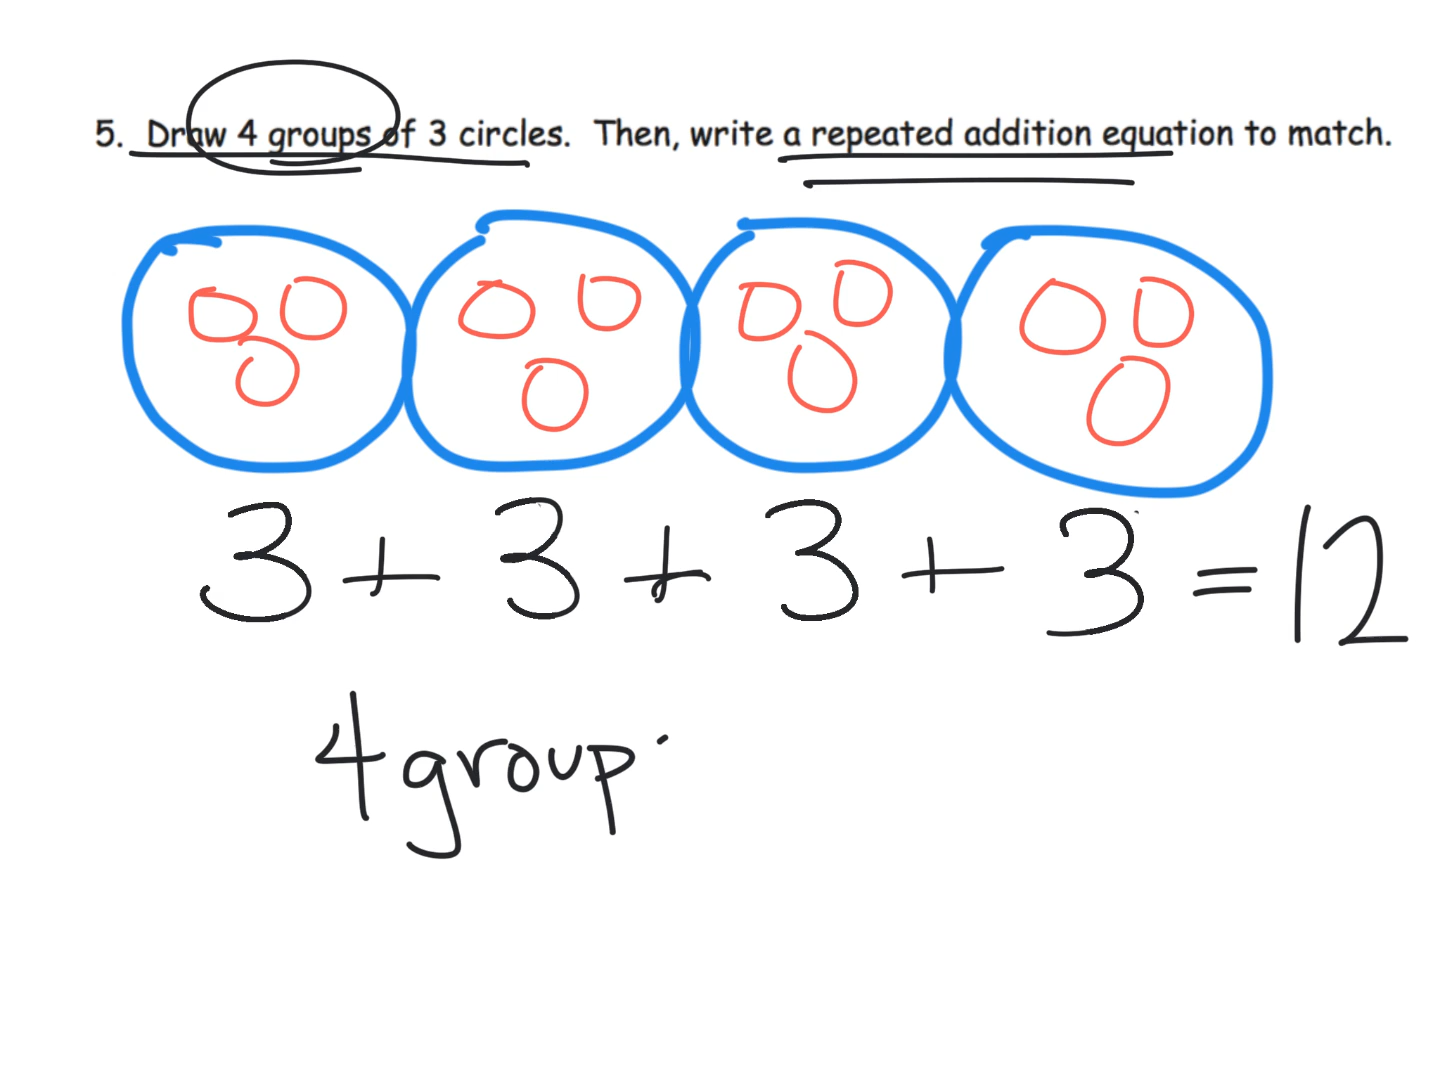 5. Draw 4 groups of 3 circles. Then, write a repeated addition equation to match.
3 + 3 + 3 + 3 = 12
4 group